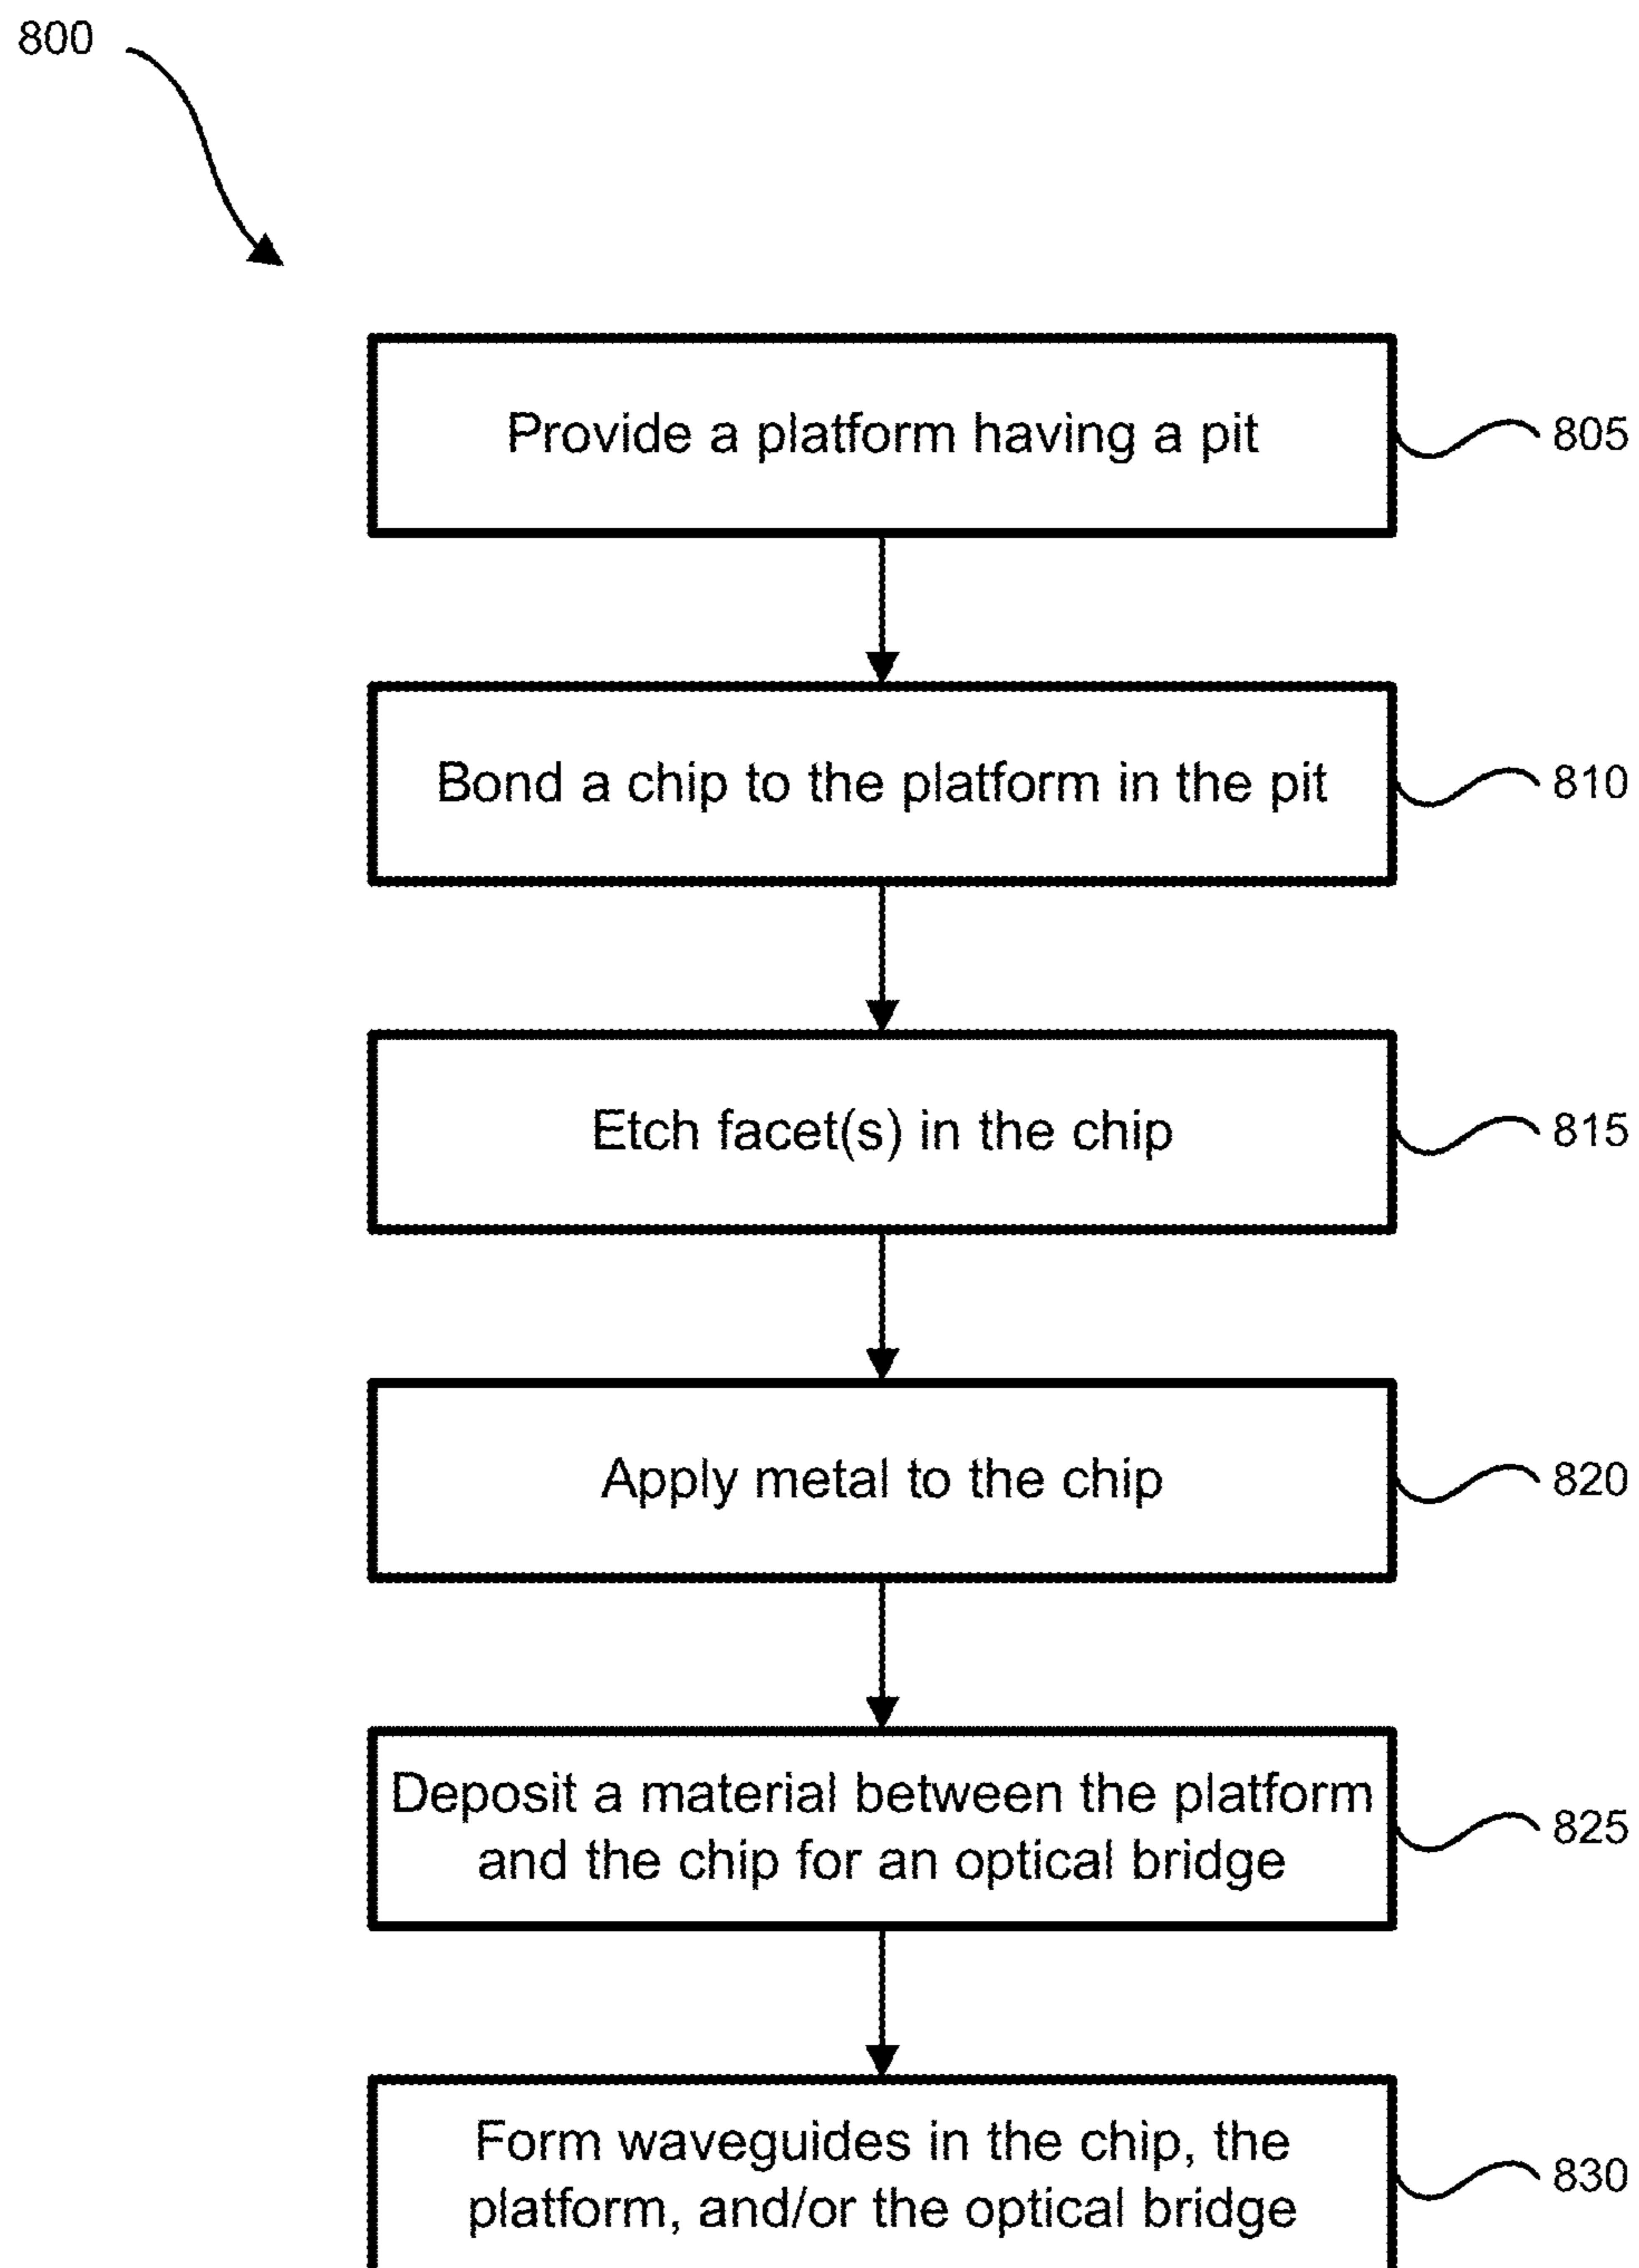 800
Provide a platform having a pit
805
Bond a chip to the platform in the pit
810
Etch facet(s) in the chip
815
Apply metal to the chip
820
Deposit a material between the platform
and the chip for an optical bridge
825
Form waveguides in the chip, the
platform, and/or the optical bridge
830